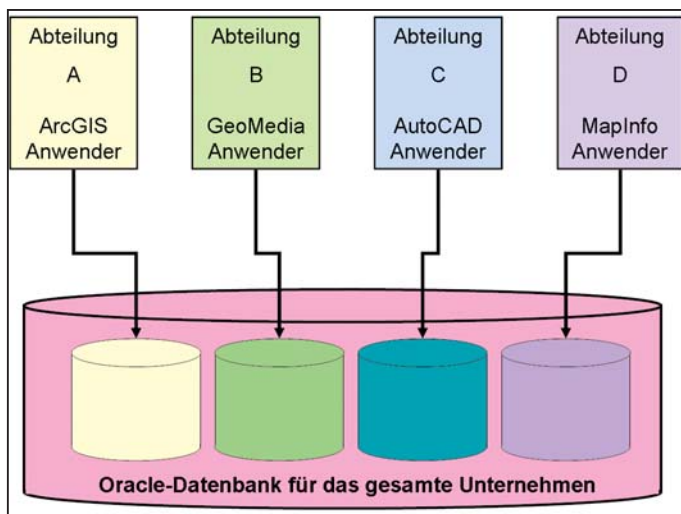 Abteilung
A
ArcGIS
Anwender
Abteilung
B
GeoMedia
Anwender
Abteilung
C
AutoCAD
Anwender
Abteilung
D
MapInfo
Anwender
Oracle-Datenbank für das gesamte Unternehmen